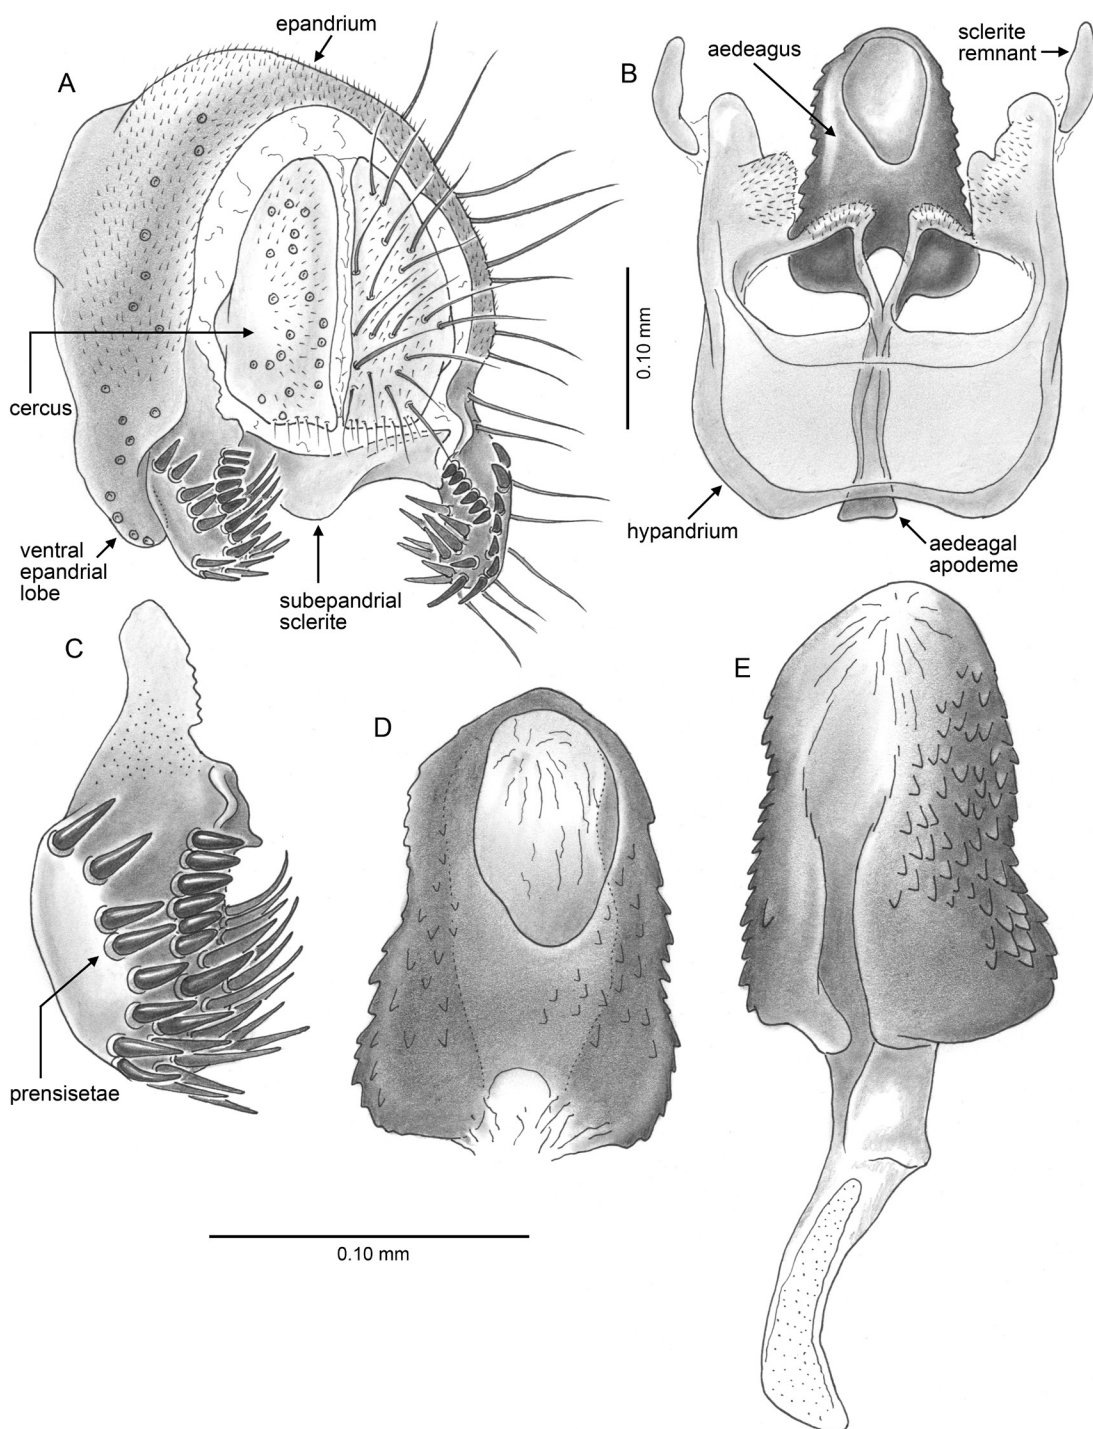 epandrium
A
cercus
ventral
epandrial
lobe
subepandrial
sclerite
B
aedeagus
sclerite
remnant
0.10 mm
hypandrium
aedeagal
apodeme
C
prensisetae
D
E
0.10 mm